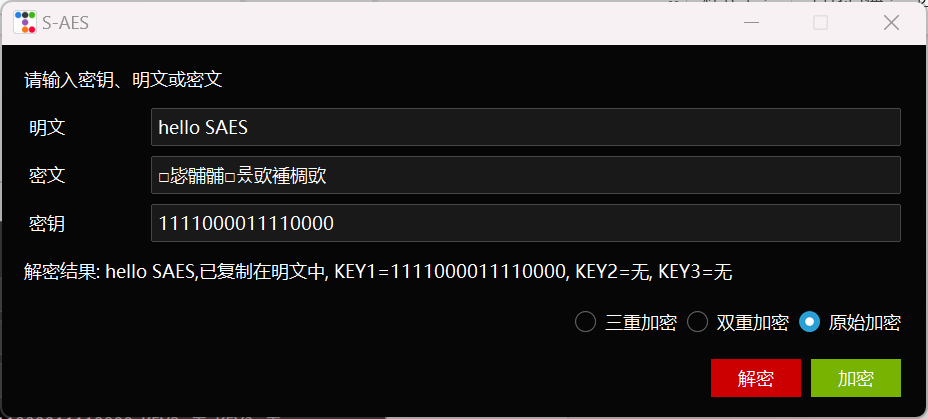 S-AES
请输入密钥、明文或密文
明文 hello SAES
密文
密钥 1111000011110000
解密结果: hello SAES,已复制在明文中, KEY1=1111000011110000, KEY2=无, KEY3=无
三重加密 双重加密 原始加密
解密 加密